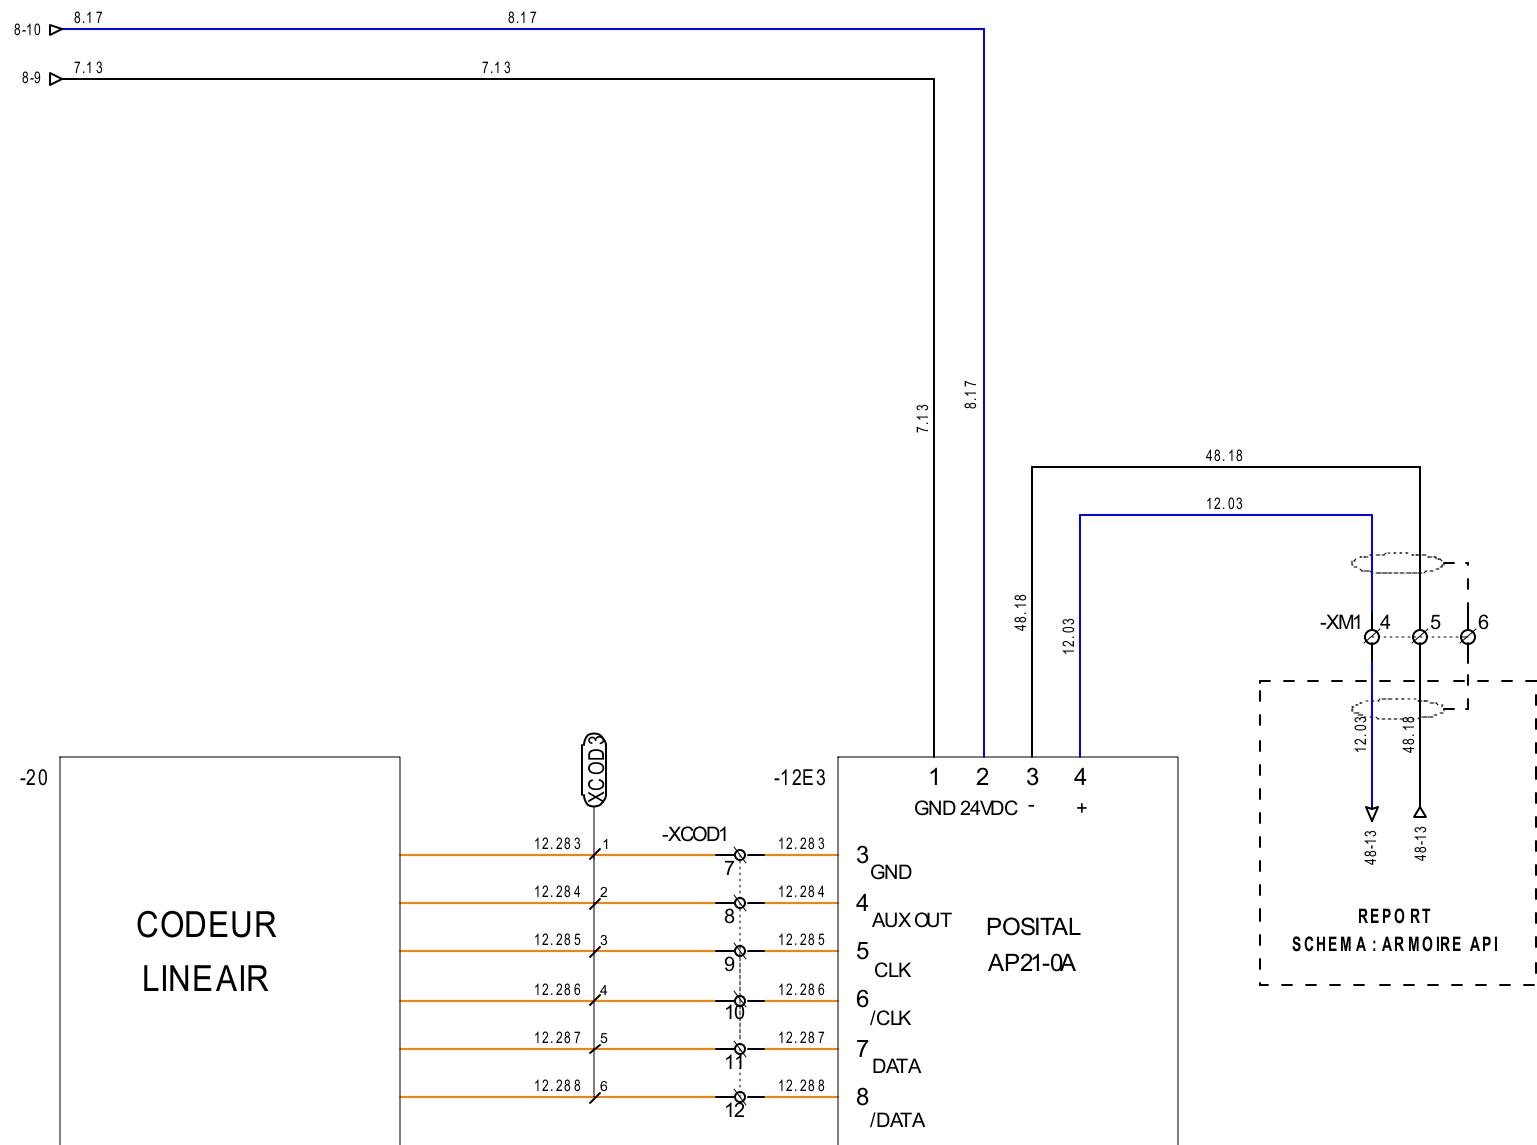 8-10 8.17 8.17
8-9 7.13 7.13
8.17
7.13
48.18
12.03
48.18
12.03
-XM1 4 5 6
12.03 48.18
-20 XCOD3 -12E3 1 2 3 4
GND 24VDC - +
48-13 48-13
12.283 1 -XCOD1 7 12.283 3 GND
12.284 2 8 12.284 4 AUX OUT
12.285 3 9 12.285 5 CLK
12.286 4 10 12.286 6 /CLK
12.287 5 11 12.287 7 DATA
12.288 6 12 12.288 8 /DATA
CODEUR
LINEAIR
POSITAL
AP21-0A
REPORT
SCHEMA : ARMOIRE API